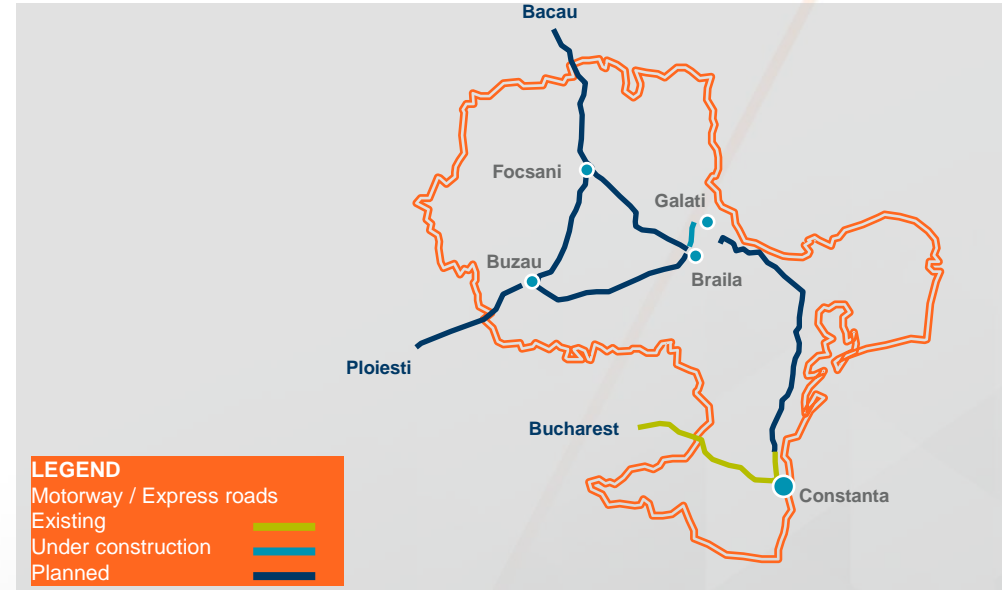 Bacau
Focsani
Galati
Buzau
Braila
Ploiesti
Bucharest
Constanta
LEGEND
Motorway / Express roads
Existing
Under construction
Planned